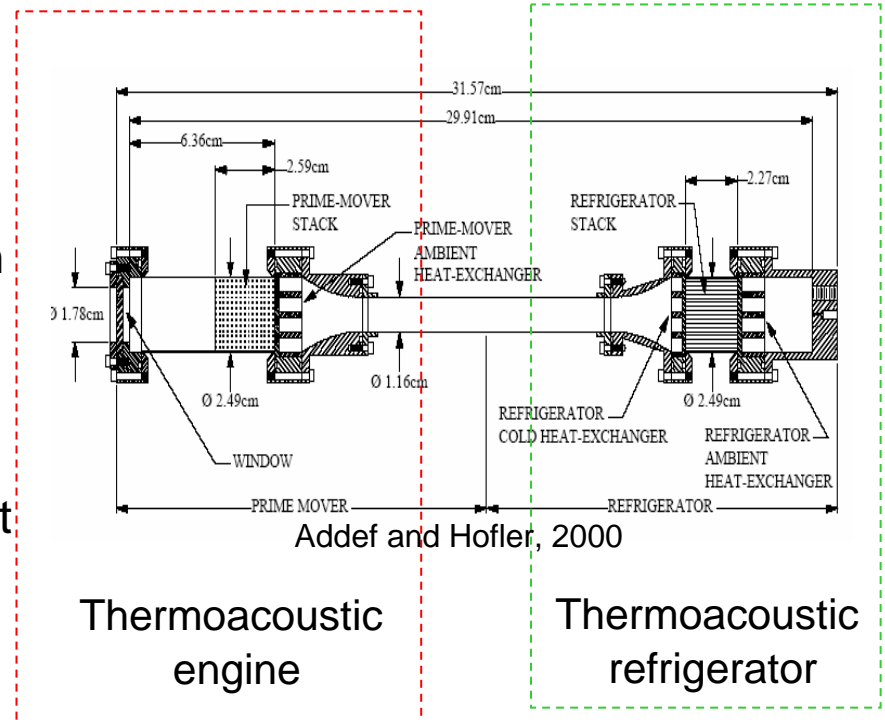 31.57cm
29.91cm
6.36cm
2.59cm
2.27cm
PRIME-MOVER
STACK
REFRIGERATOR
STACK
PRIME-MOVER
AMBIENT
HEAT-EXCHANGER
Ø 1.78cm
Ø 2.49cm
Ø 1.16cm
Ø 2.49cm
REFRIGERATOR
COLD HEAT-EXCHANGER
REFRIGERATOR
AMBIENT
HEAT-EXCHANGER
WINDOW
PRIME MOVER
REFRIGERATOR
Addef and Hofler, 2000
Thermoacoustic
engine
Thermoacoustic
refrigerator